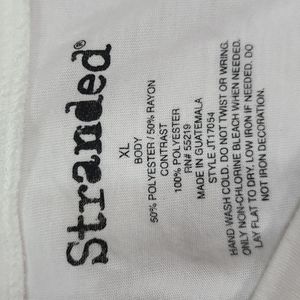 Stranded®
XL
BODY
50% POLYESTER / 50% RAYON
CONTRAST
100% POLYESTER
RN# 55219
MADE IN GUATEMALA
STYLE JT17054
HAND WASH COLD. DO NOT TWIST OR WRING.
ONLY NON-CHLORINE BLEACH WHEN NEEDED.
LAY FLAT TO DRY. LOW IRON IF NEEDED. DO
NOT IRON DECORATION.